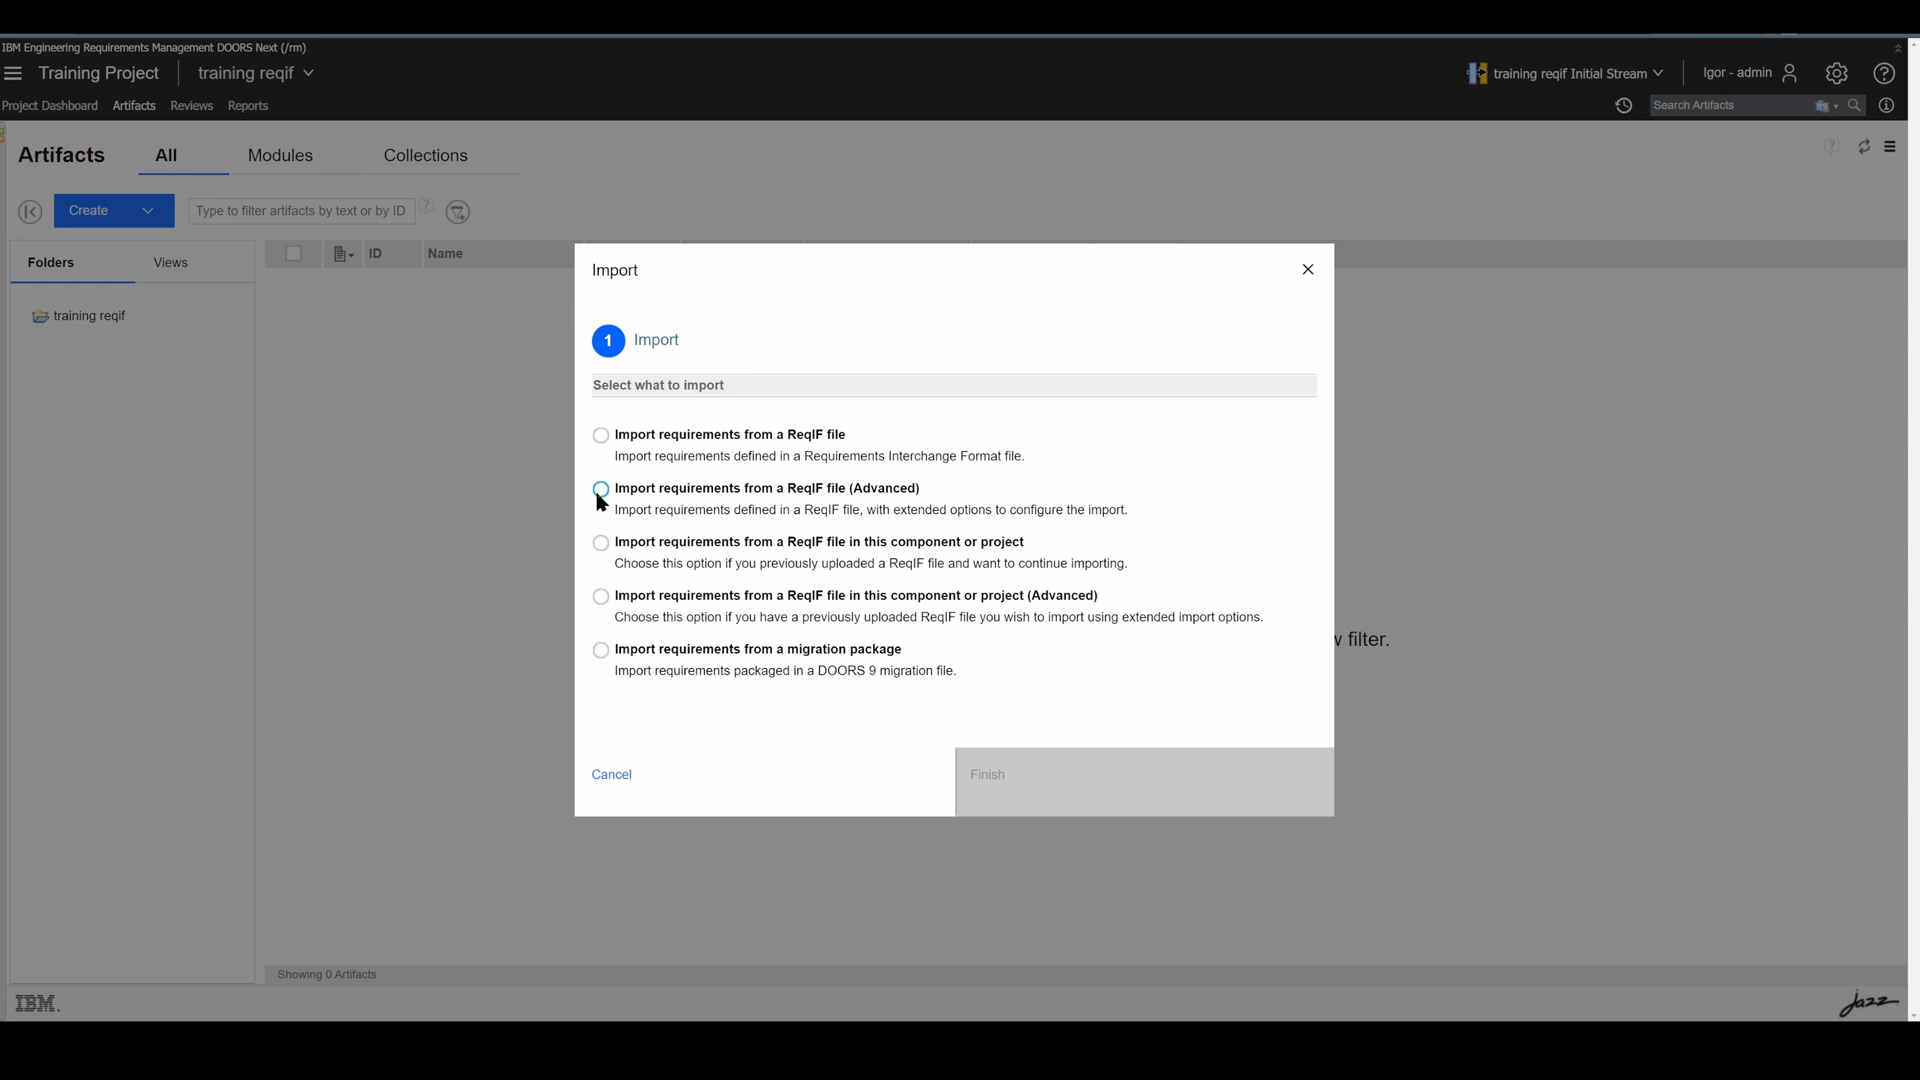 IBM Engineering Requirements Management DOORS Next (/rm)
Training Project training reqif training reqif Initial Stream Igor - admin
Project Dashboard Artifacts Reviews Reports Search Artifacts
Artifacts All Modules Collections
Create Type to filter artifacts by text or by ID
Folders Views
ID Name
training reqif
Import
1 Import
Select what to import
Import requirements from a ReqIF file
Import requirements defined in a Requirements Interchange Format file.
Import requirements from a ReqIF file (Advanced)
Import requirements defined in a ReqIF file, with extended options to configure the import.
Import requirements from a ReqIF file in this component or project
Choose this option if you previously uploaded a ReqIF file and want to continue importing.
Import requirements from a ReqIF file in this component or project (Advanced)
Choose this option if you have a previously uploaded ReqIF file you wish to import using extended import options.
filter.
Import requirements from a migration package
Import requirements packaged in a DOORS 9 migration file.
Cancel Finish
Showing 0 Artifacts
IBM. jazz